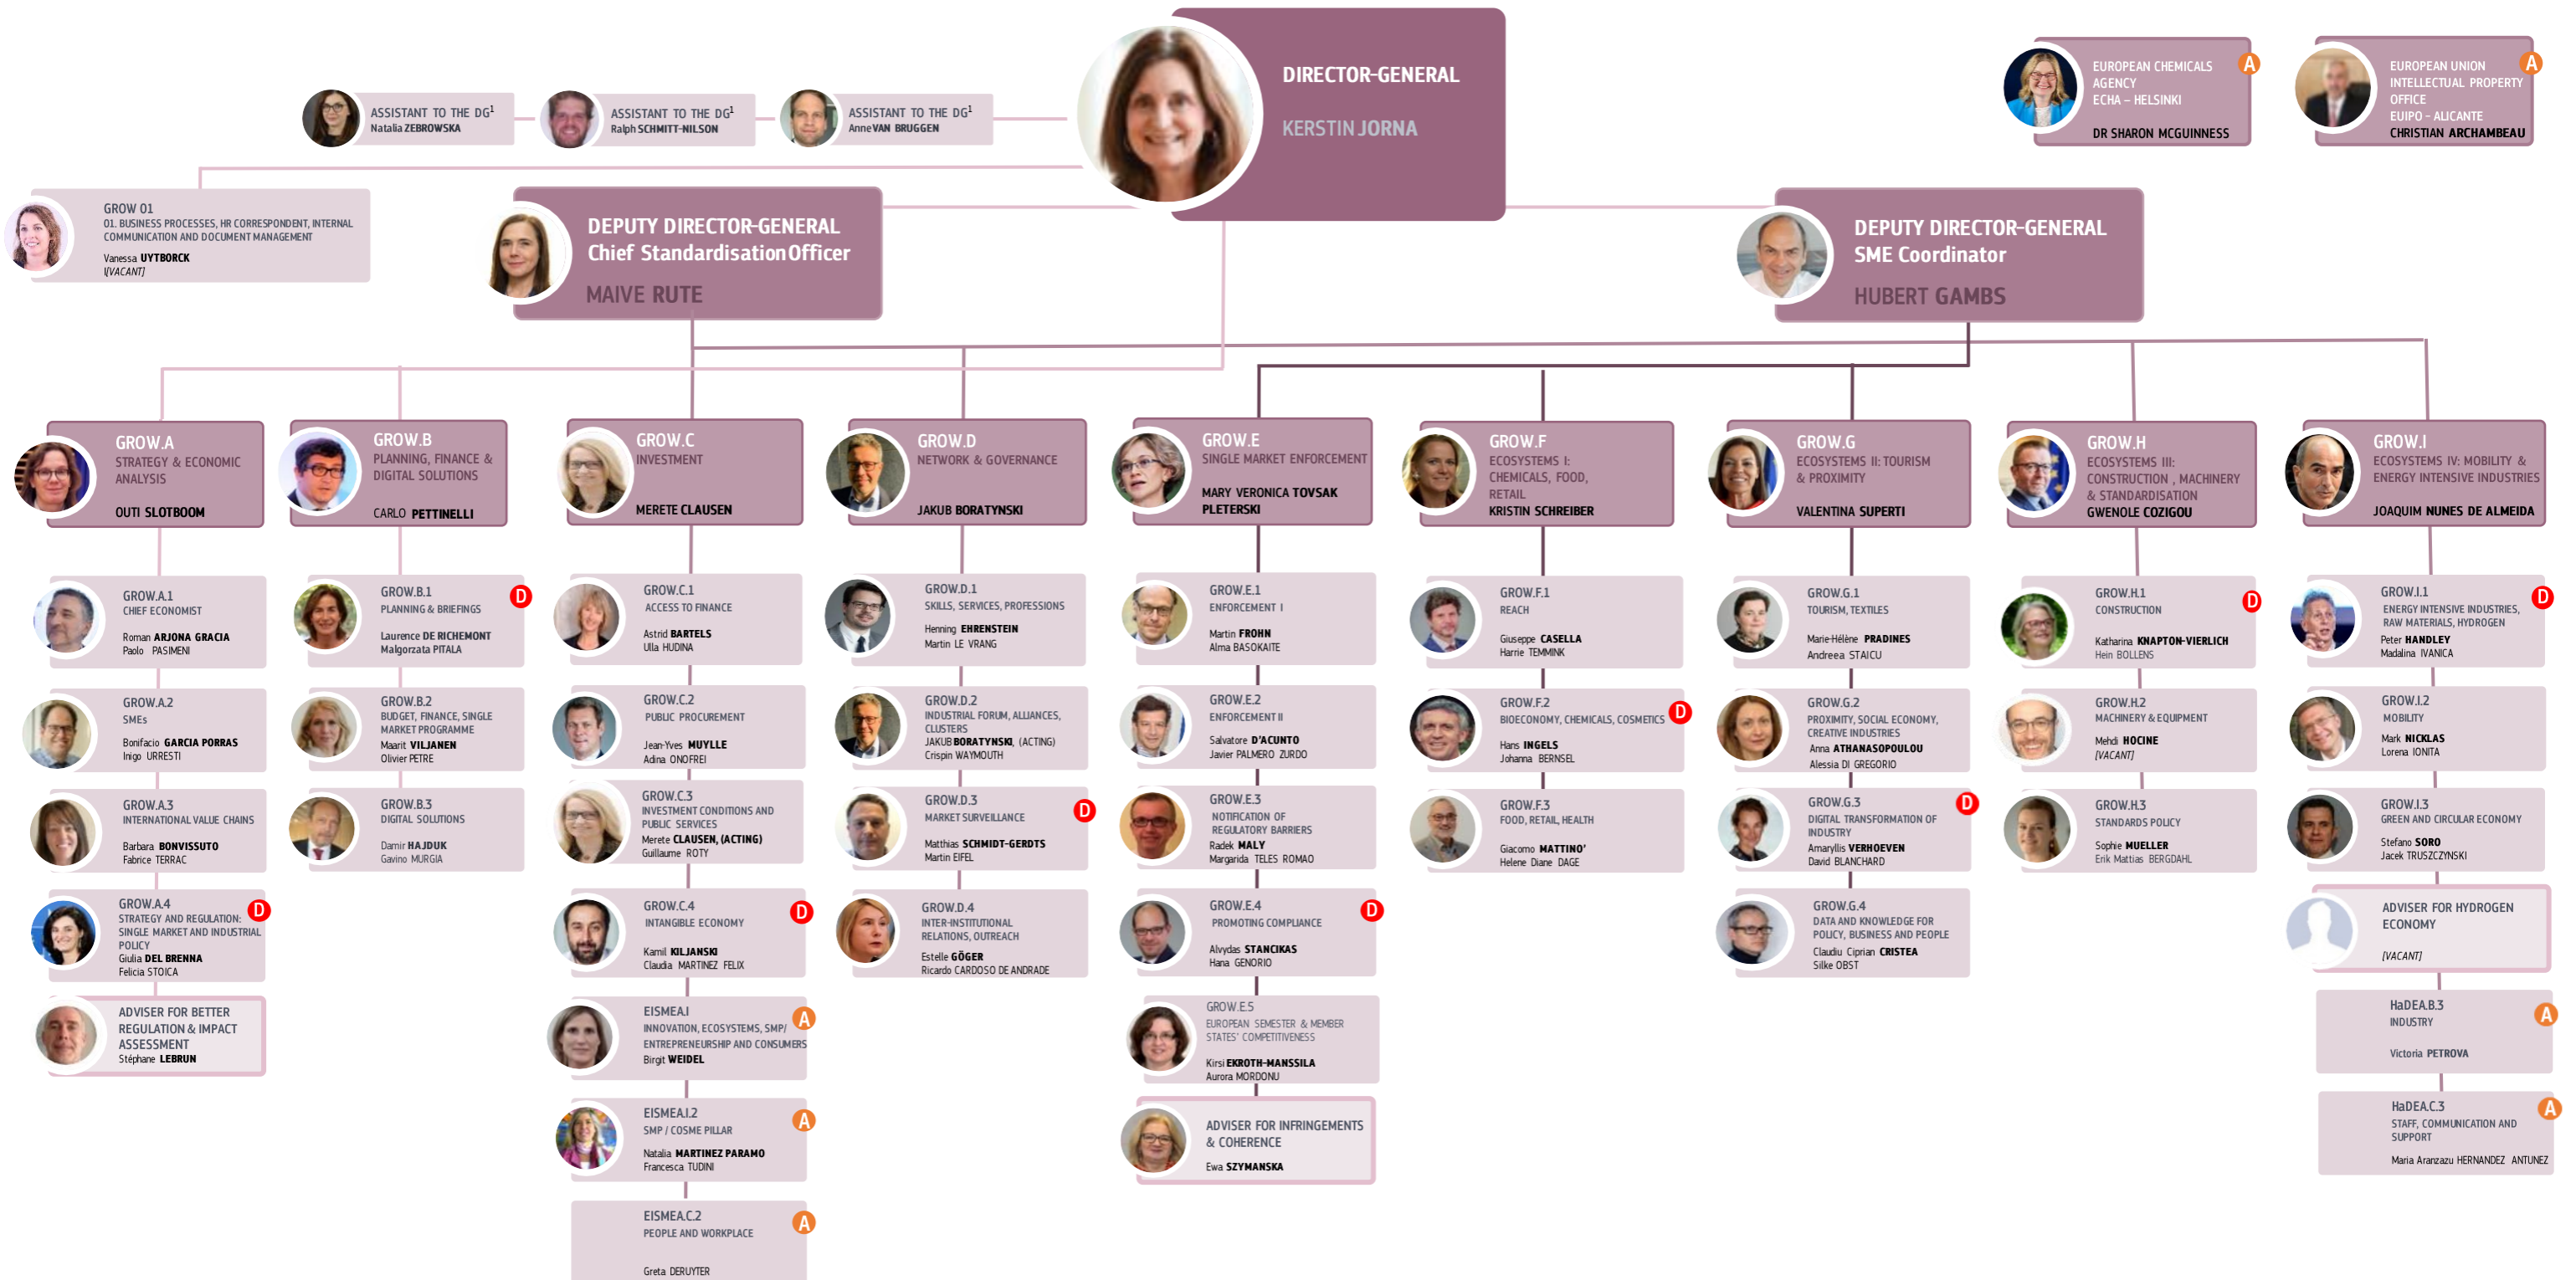 DIRECTOR-GENERAL
KERSTIN JORNA
EUROPEAN CHEMICALS
AGENCY
ECHA – HELSINKI
DR SHARON MCGUINNESS
A
EUROPEAN UNION
INTELLECTUAL PROPERTY
OFFICE
EUIPO - ALICANTE
CHRISTIAN ARCHAMBEAU
A
ASSISTANT TO THE DG1
Natalia ZEBROWSKA
ASSISTANT TO THE DG1
Ralph SCHMITT-NILSON
ASSISTANT TO THE DG1
Anne VAN BRUGGEN
GROW 01
01. BUSINESS PROCESSES, HR CORRESPONDENT, INTERNAL
COMMUNICATION AND DOCUMENT MANAGEMENT
Vanessa UYTBORCK
\[VACANT]
DEPUTY DIRECTOR-GENERAL
Chief Standardisation Officer
MAIVE RUTE
DEPUTY DIRECTOR-GENERAL
SME Coordinator
HUBERT GAMBS
GROW.A
STRATEGY & ECONOMIC
ANALYSIS
OUTI SLOTBOOM
GROW.B
PLANNING, FINANCE &
DIGITAL SOLUTIONS
CARLO PETTINELLI
GROW.C
INVESTMENT
MERETE CLAUSEN
GROW.D
NETWORK & GOVERNANCE
JAKUB BORATYNSKI
GROW.E
SINGLE MARKET ENFORCEMENT
MARY VERONICA TOVSAK
PLETERSKI
GROW.F
ECOSYSTEMS I:
CHEMICALS, FOOD,
RETAIL
KRISTIN SCHREIBER
GROW.G
ECOSYSTEMS II: TOURISM
& PROXIMITY
VALENTINA SUPERTI
GROW.H
ECOSYSTEMS III:
CONSTRUCTION , MACHINERY
& STANDARDISATION
GWENOLE COZIGOU
GROW.I
ECOSYSTEMS IV: MOBILITY &
ENERGY INTENSIVE INDUSTRIES
JOAQUIM NUNES DE ALMEIDA
GROW.A.1
CHIEF ECONOMIST
Roman ARJONA GRACIA
Paolo PASIMENI
GROW.A.2
SMEs
Bonifacio GARCIA PORRAS
Inigo URRESTI
GROW.A.3
INTERNATIONAL VALUE CHAINS
Barbara BONVISSUTO
Fabrice TERRAC
GROW.A.4
STRATEGY AND REGULATION:
SINGLE MARKET AND INDUSTRIAL
POLICY
Giulia DEL BRENNA
Felicia STOICA
D
ADVISER FOR BETTER
REGULATION & IMPACT
ASSESSMENT
Stéphane LEBRUN
GROW.B.1
PLANNING & BRIEFINGS
Laurence DE RICHEMONT
Malgorzata PITALA
D
GROW.B.2
BUDGET, FINANCE, SINGLE
MARKET PROGRAMME
Maarit VILJANEN
Olivier PETRE
GROW.B.3
DIGITAL SOLUTIONS
Damir HAJDUK
Gavino MURGIA
GROW.C.1
ACCESS TO FINANCE
Astrid BARTELS
Ulla HUDINA
GROW.C.2
PUBLIC PROCUREMENT
Jean-Yves MUYLLE
Adina ONOFREI
GROW.C.3
INVESTMENT CONDITIONS AND
PUBLIC SERVICES
Merete CLAUSEN, (ACTING)
Guillaume ROTY
GROW.C.4
INTANGIBLE ECONOMY
Kamil KILJANSKI
Claudia MARTINEZ FELIX
D
EISMEA.I
INNOVATION, ECOSYSTEMS, SMP/
ENTREPRENEURSHIP AND CONSUMERS
Birgit WEIDEL
A
EISMEA.I.2
SMP / COSME PILLAR
Natalia MARTINEZ PARAMO
Francesca TUDINI
A
EISMEA.C.2
PEOPLE AND WORKPLACE
Greta DERUYTER
A
GROW.D.1
SKILLS, SERVICES, PROFESSIONS
Henning EHRENSTEIN
Martin LE VRANG
GROW.D.2
INDUSTRIAL FORUM, ALLIANCES,
CLUSTERS
JAKUB BORATYNSKI, (ACTING)
Crispin WAYMOUTH
GROW.D.3
MARKET SURVEILLANCE
Matthias SCHMIDT-GERDTS
Martin EIFEL
D
GROW.D.4
INTER-INSTITUTIONAL
RELATIONS, OUTREACH
Estelle GÖGER
Ricardo CARDOSO DE ANDRADE
GROW.E.1
ENFORCEMENT I
Martin FROHN
Alma BASOKAITE
GROW.E.2
ENFORCEMENT II
Salvatore D'ACUNTO
Javier PALMERO ZURDO
GROW.E.3
NOTIFICATION OF
REGULATORY BARRIERS
Radek MALY
Margarida TELES ROMAO
GROW.E.4
PROMOTING COMPLIANCE
Alvydas STANCIKAS
Hana GENORIO
D
GROW.E.5
EUROPEAN SEMESTER & MEMBER
STATES' COMPETITIVENESS
Kirsi EKROTH-MANSSILA
Aurora MORDONU
ADVISER FOR INFRINGEMENTS
& COHERENCE
Ewa SZYMANSKA
GROW.F.1
REACH
Giuseppe CASELLA
Harrie TEMMINK
GROW.F.2
BIOECONOMY, CHEMICALS, COSMETICS
Hans INGELS
Johanna BERNSEL
D
GROW.F.3
FOOD, RETAIL, HEALTH
Giacomo MATTINO'
Helene Diane DAGE
GROW.G.1
TOURISM, TEXTILES
Marie-Hélène PRADINES
Andreea STAICU
GROW.G.2
PROXIMITY, SOCIAL ECONOMY,
CREATIVE INDUSTRIES
Anna ATHANASOPOULOU
Alessia DI GREGORIO
GROW.G.3
DIGITAL TRANSFORMATION OF
INDUSTRY
Amaryllis VERHOEVEN
David BLANCHARD
D
GROW.G.4
DATA AND KNOWLEDGE FOR
POLICY, BUSINESS AND PEOPLE
Claudiu Ciprian CRISTEA
Silke OBST
GROW.H.1
CONSTRUCTION
Katharina KNAPTON-VIERLICH
Hein BOLLENS
D
GROW.H.2
MACHINERY & EQUIPMENT
Mehdi HOCINE
[VACANT]
GROW.H.3
STANDARDS POLICY
Sophie MUELLER
Erik Mattias BERGDAHL
GROW.I.1
ENERGY INTENSIVE INDUSTRIES,
RAW MATERIALS, HYDROGEN
Peter HANDLEY
Madalina IVANICA
D
GROW.I.2
MOBILITY
Mark NICKLAS
Lorena IONITA
GROW.I.3
GREEN AND CIRCULAR ECONOMY
Stefano SORO
Jacek TRUSZCZYNSKI
ADVISER FOR HYDROGEN
ECONOMY
[VACANT]
HaDEA.B.3
INDUSTRY
Victoria PETROVA
A
HaDEA.C.3
STAFF, COMMUNICATION AND
SUPPORT
Maria Aranzazu HERNANDEZ ANTUNEZ
A